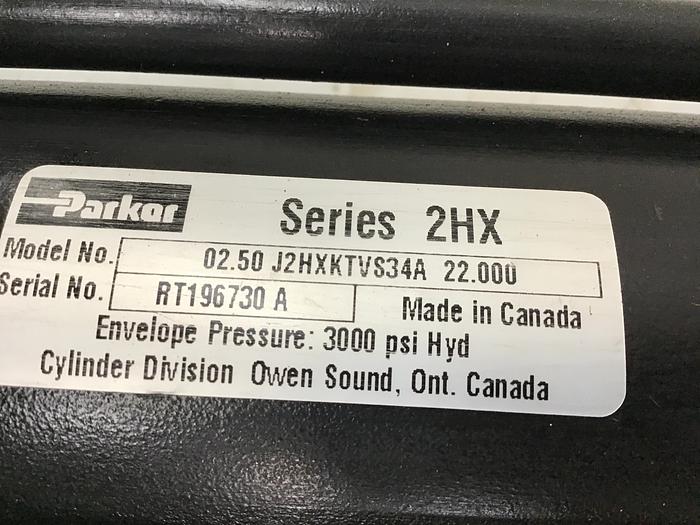 Parker
Series 2HX
Model No. 02.50 J2HXKTVS34A 22.000
Serial No. RT196730 A Made in Canada
Envelope Pressure: 3000 psi Hyd
Cylinder Division Owen Sound, Ont. Canada